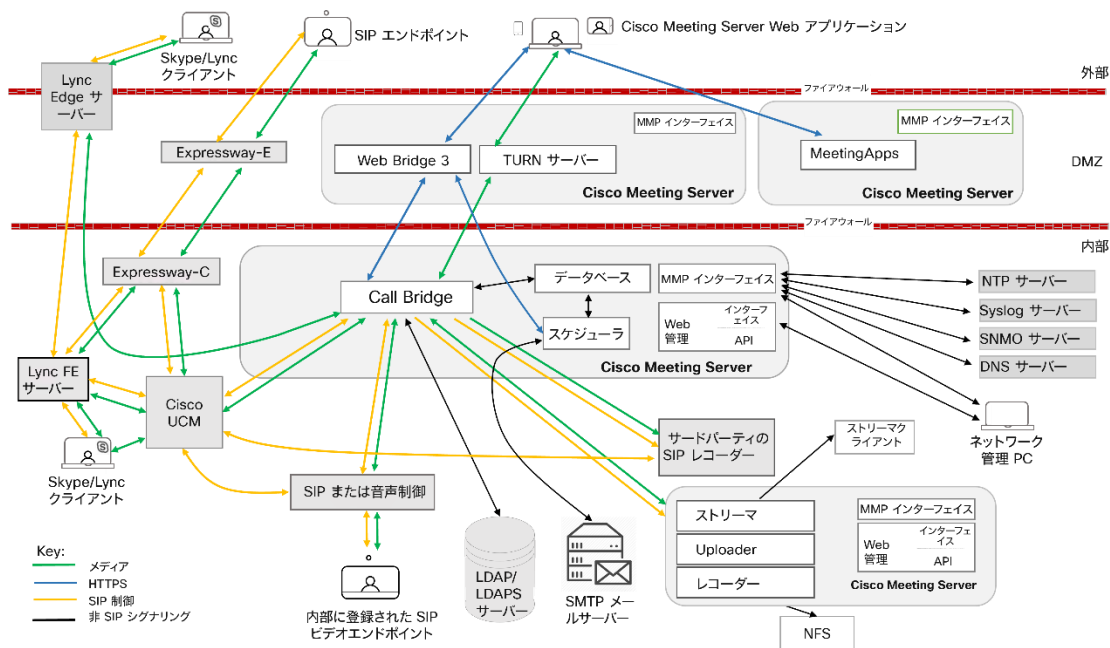 Skype/Lync
クライアント
SIP エンドポイント
Cisco Meeting Server Web アプリケーション
外部
Lync
Edge サ
ーバー
ファイアウォール
MMP インターフェイス
MMP インターフェイス
Expressway-E
Web Bridge 3
TURN サーバー
MeetingApps
DMZ
Cisco Meeting Server
Cisco Meeting Server
ファイアウォール
内部
Expressway-C
データベース
MMP インターフェイス
NTP サーバー
Call Bridge
Syslog サーバー
スケジューラ
Web
管理
インターフ
ェイス
API
SNMO サーバー
Cisco Meeting Server
DNS サーバー
Lync FE
サーバー
Cisco
UCM
サードパーティの
SIP レコーダー
ストリーマク
ライアント
ネットワーク
管理 PC
Skype/Lync
クライアント
SIP または音声制御
ストリーマ
MMP インターフェイス
Uploader
Web
管理
インターフェ
イス
API
レコーダー
Cisco Meeting Server
Key:
メディア
HTTPS
SIP 制御
非 SIP シグナリング
LDAP/
LDAPS
サーバー
SMTP メー
ルサーバー
内部に登録された SIP
ビデオエンドポイント
NFS